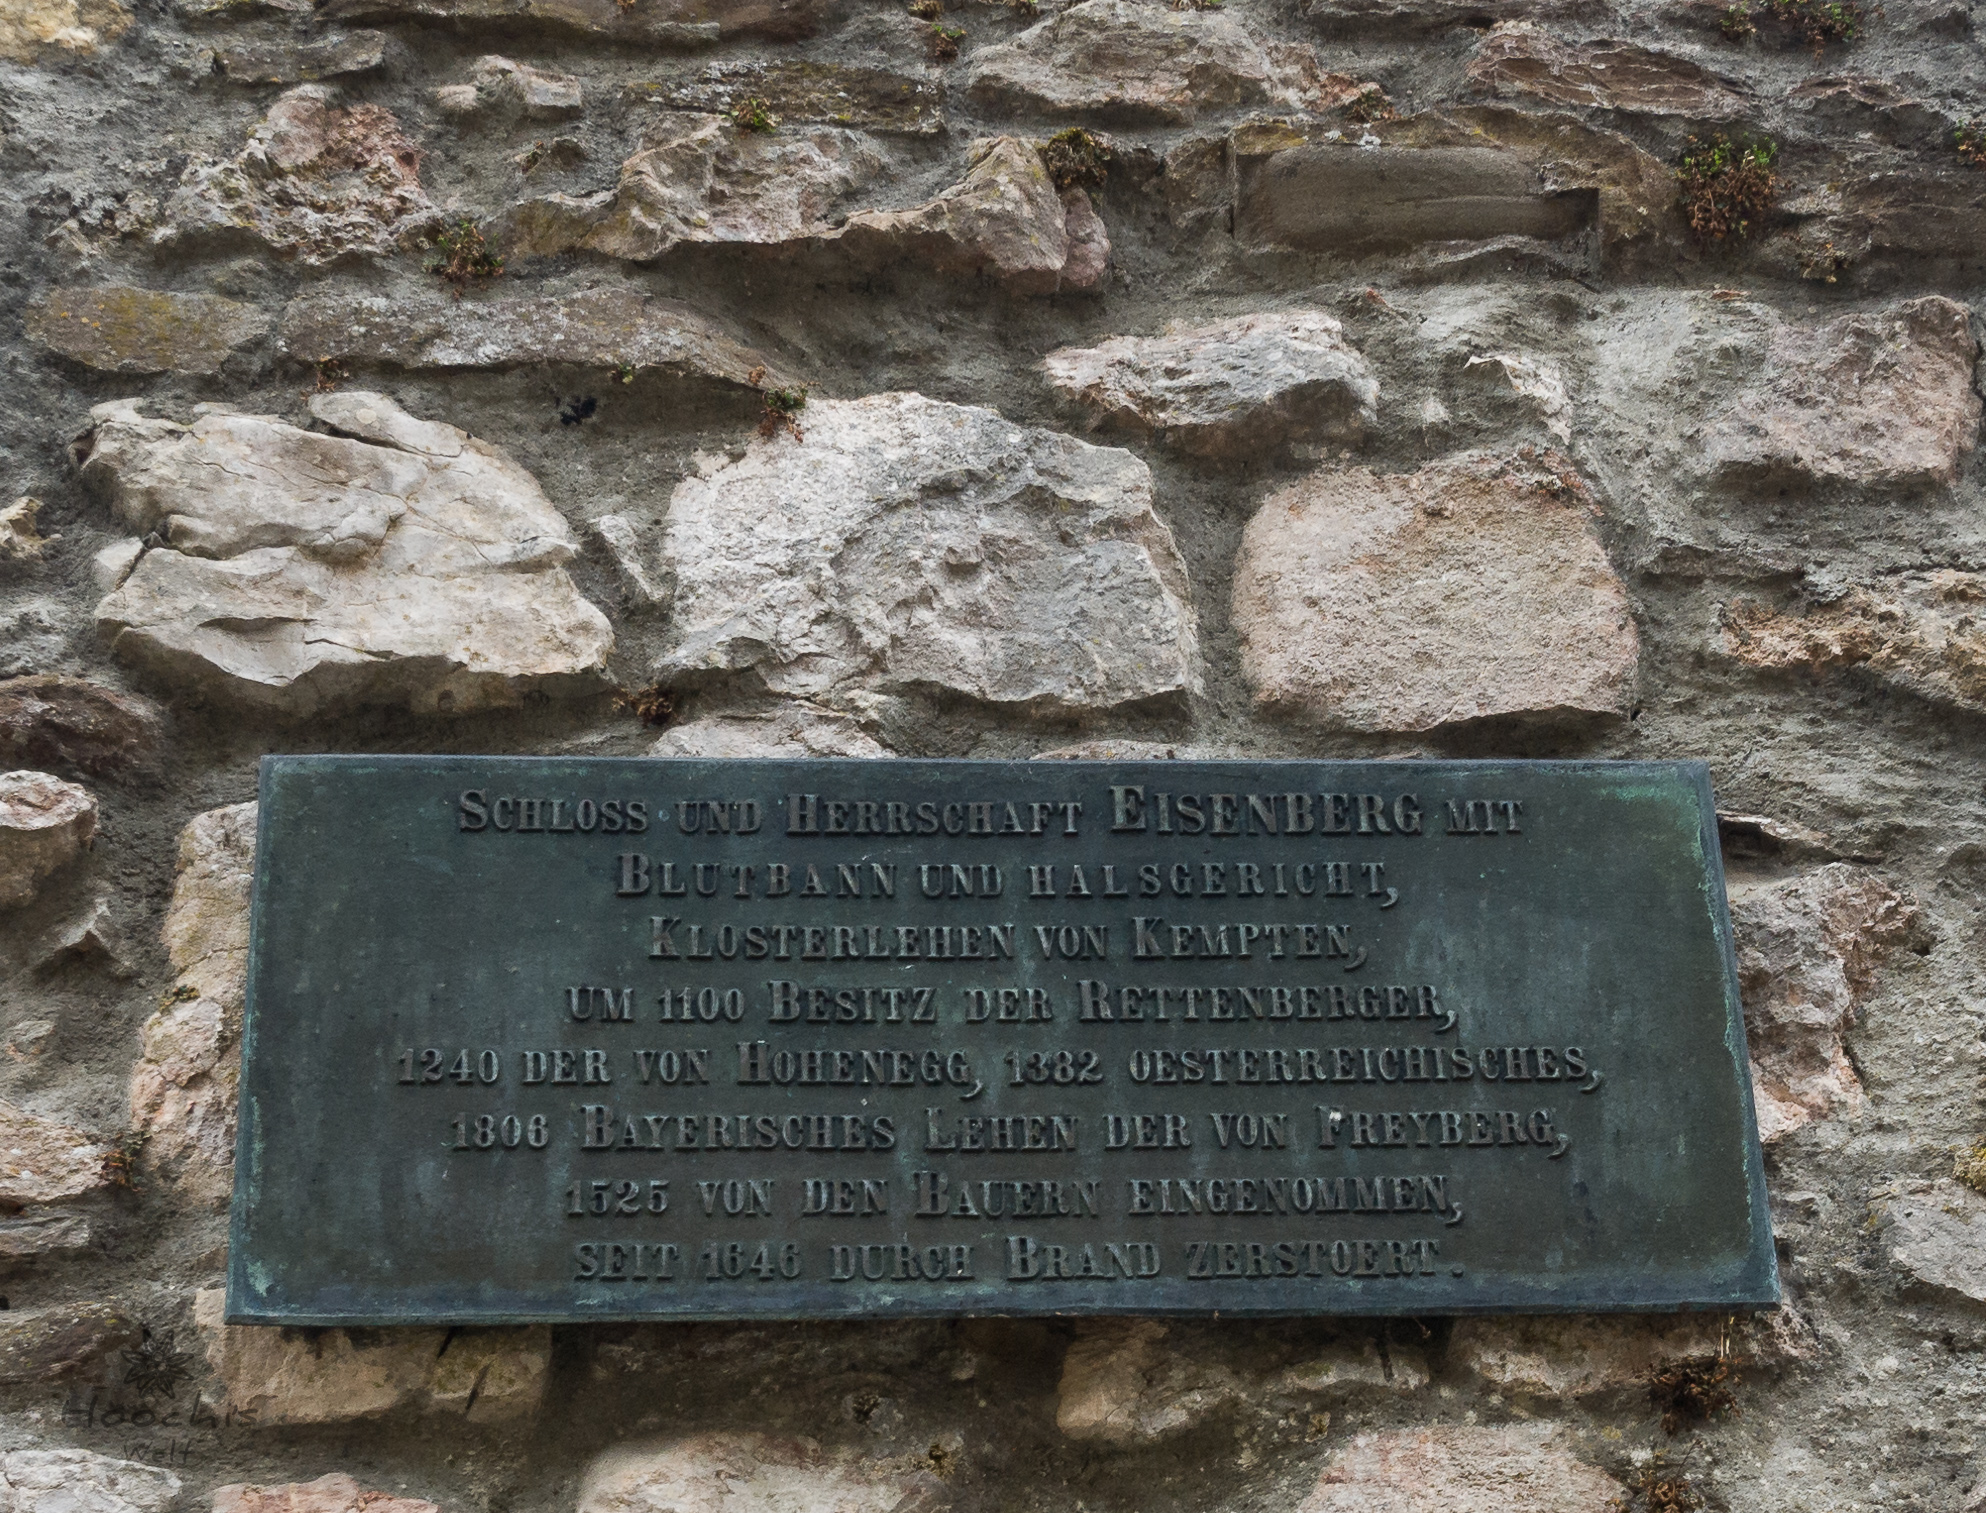 Schloss und Herrschaft Eisenberg mit
Blutbann und halsgericht,
Klosterlehen von Kempten,
um 1100 Besitz der Rettenberger,
1240 der von Hohenegg, 1382 oesterreichisches,
1806 Bayerisches Lehen der von Freyberg,
1525 von den Bauern eingenommen,
seit 1646 durch Brand zerstoert.
Haochis
Welt